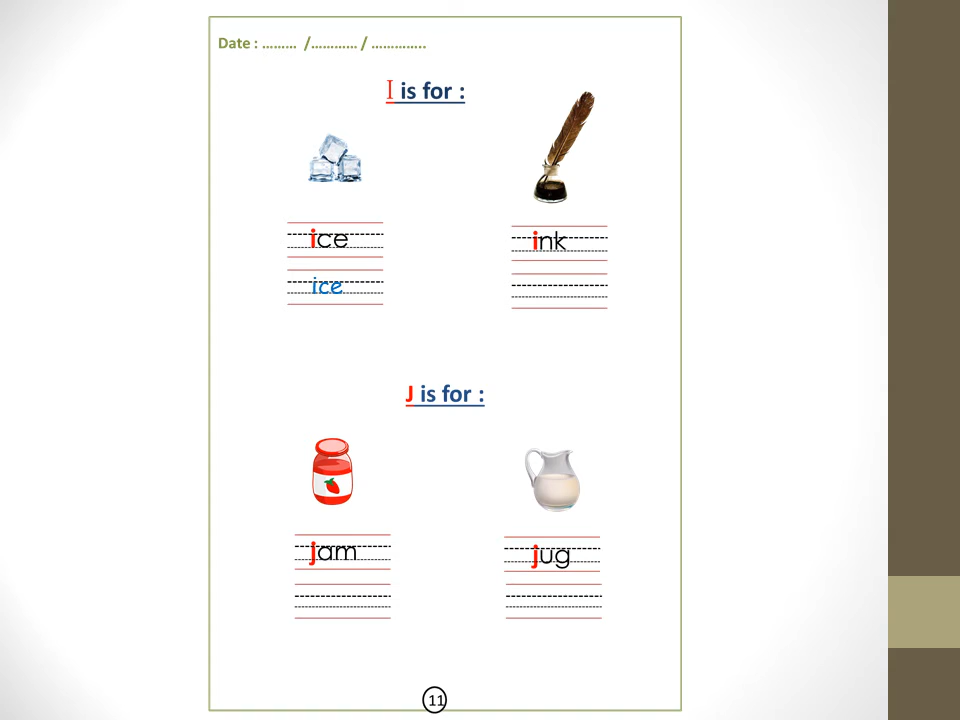 Date : ……… /………… / …………..
I is for :
ice
ink
ice
J is for :
jam
jug
11